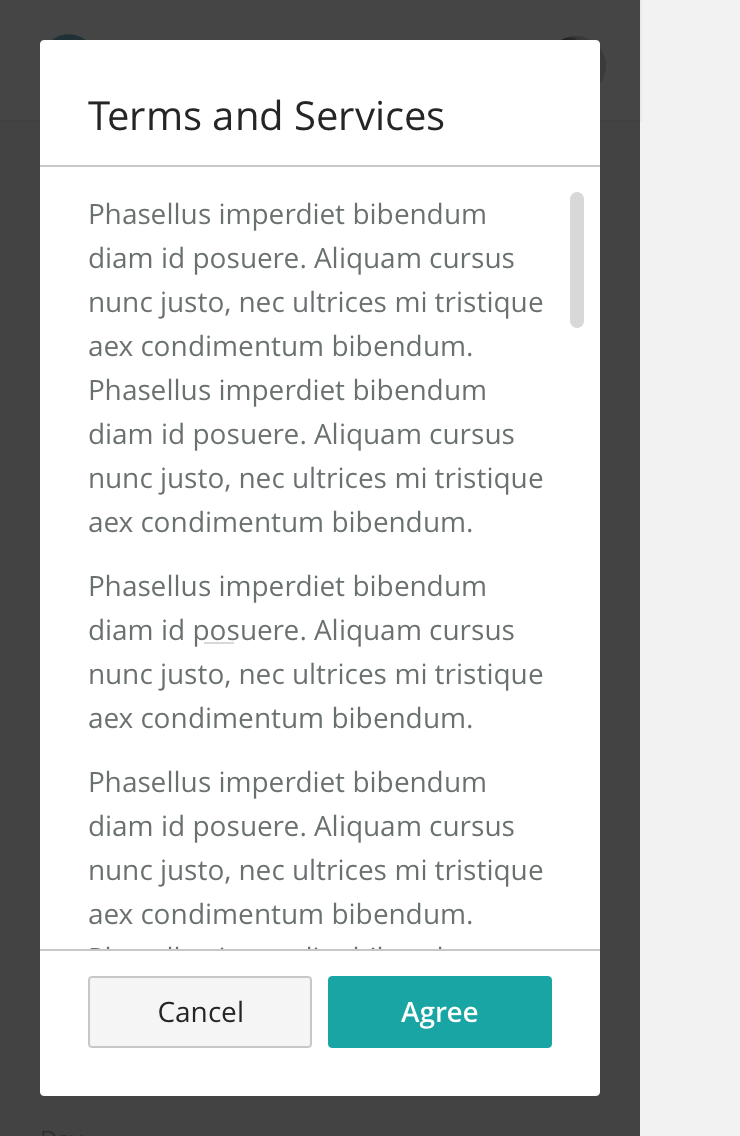 Terms and Services
Phasellus imperdiet bibendum
diam id posuere. Aliquam cursus
nunc justo, nec ultrices mi tristique
aex condimentum bibendum.
Phasellus imperdiet bibendum
diam id posuere. Aliquam cursus
nunc justo, nec ultrices mi tristique
aex condimentum bibendum.
Phasellus imperdiet bibendum
diam id posuere. Aliquam cursus
nunc justo, nec ultrices mi tristique
aex condimentum bibendum.
Phasellus imperdiet bibendum
diam id posuere. Aliquam cursus
nunc justo, nec ultrices mi tristique
aex condimentum bibendum.
Cancel
Agree